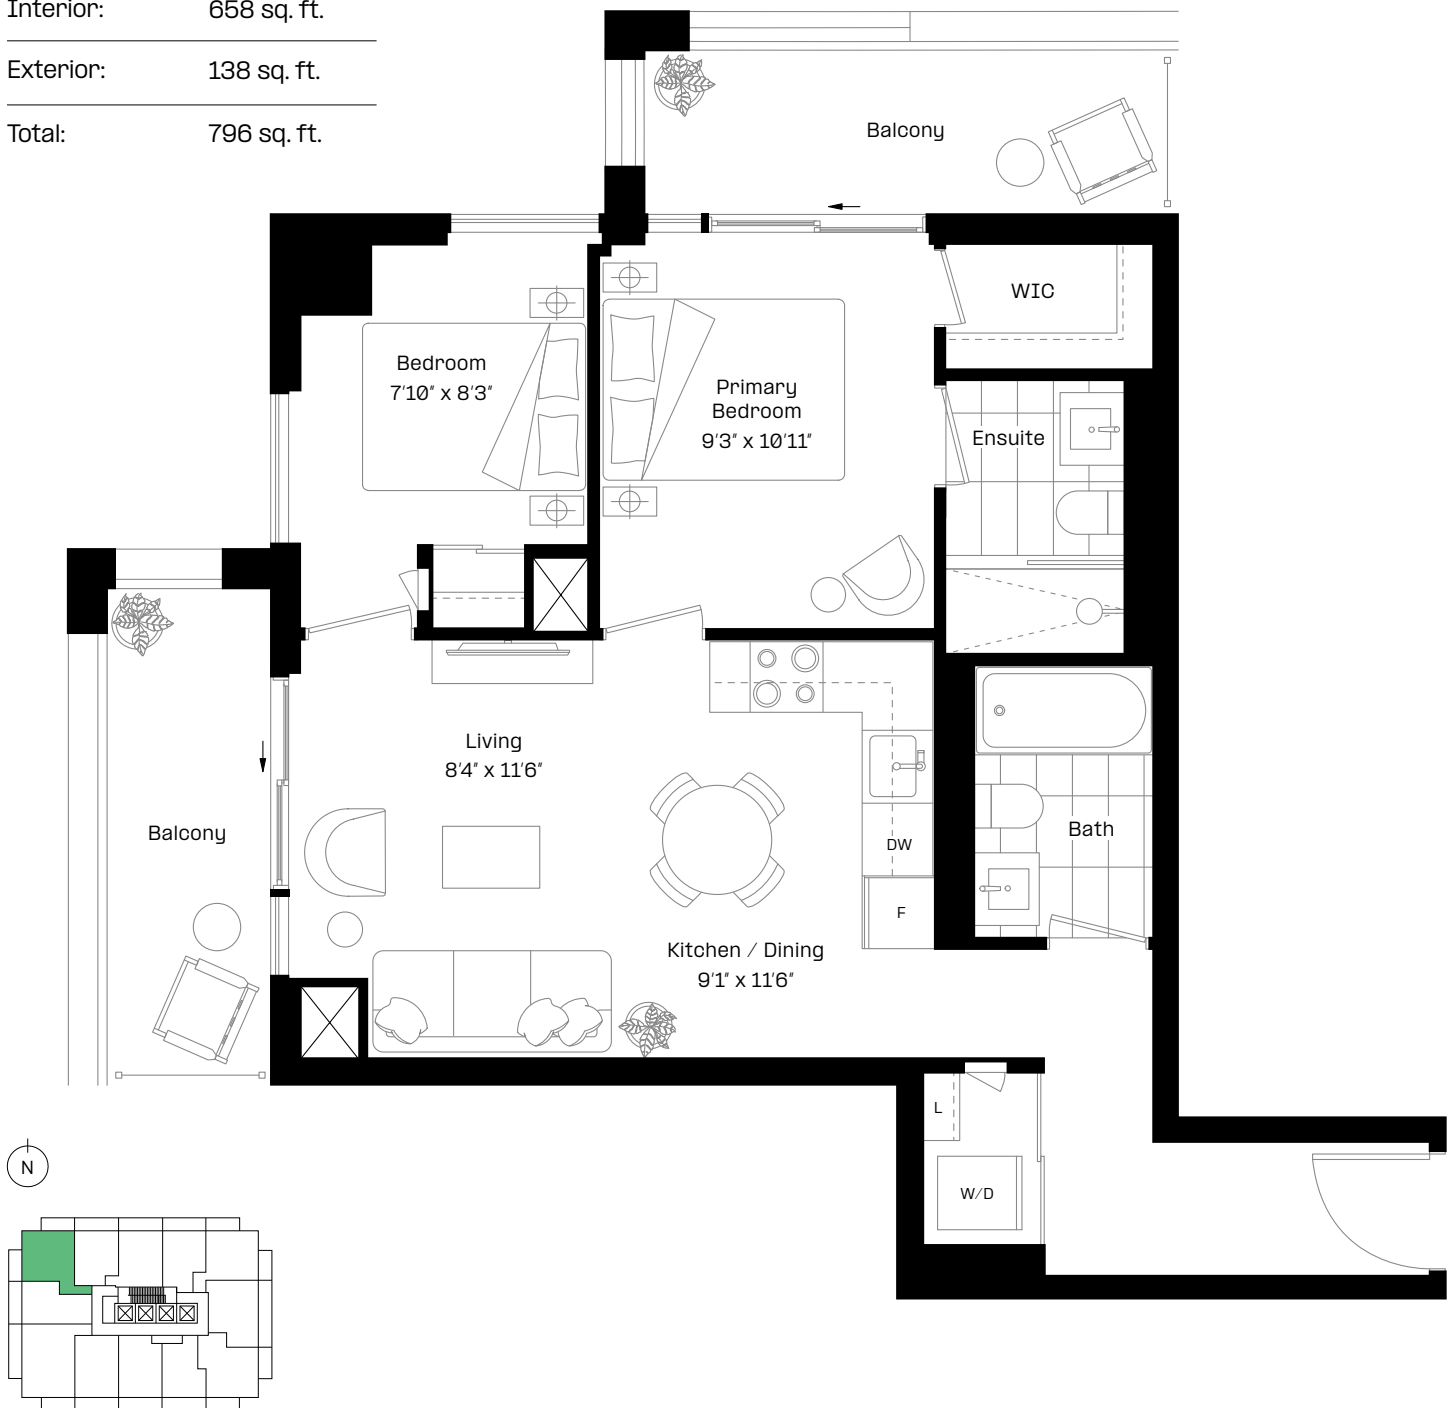 Interior: 658 sq. ft.
Exterior: 138 sq. ft.
Total: 796 sq. ft.
Balcony
WIC
Bedroom
7'10" x 8'3"
Primary
Bedroom
9'3" x 10'11"
Ensuite
Living
8'4" x 11'6"
Balcony
Bath
DW
F
Kitchen / Dining
9'1" x 11'6"
L
W/D
N